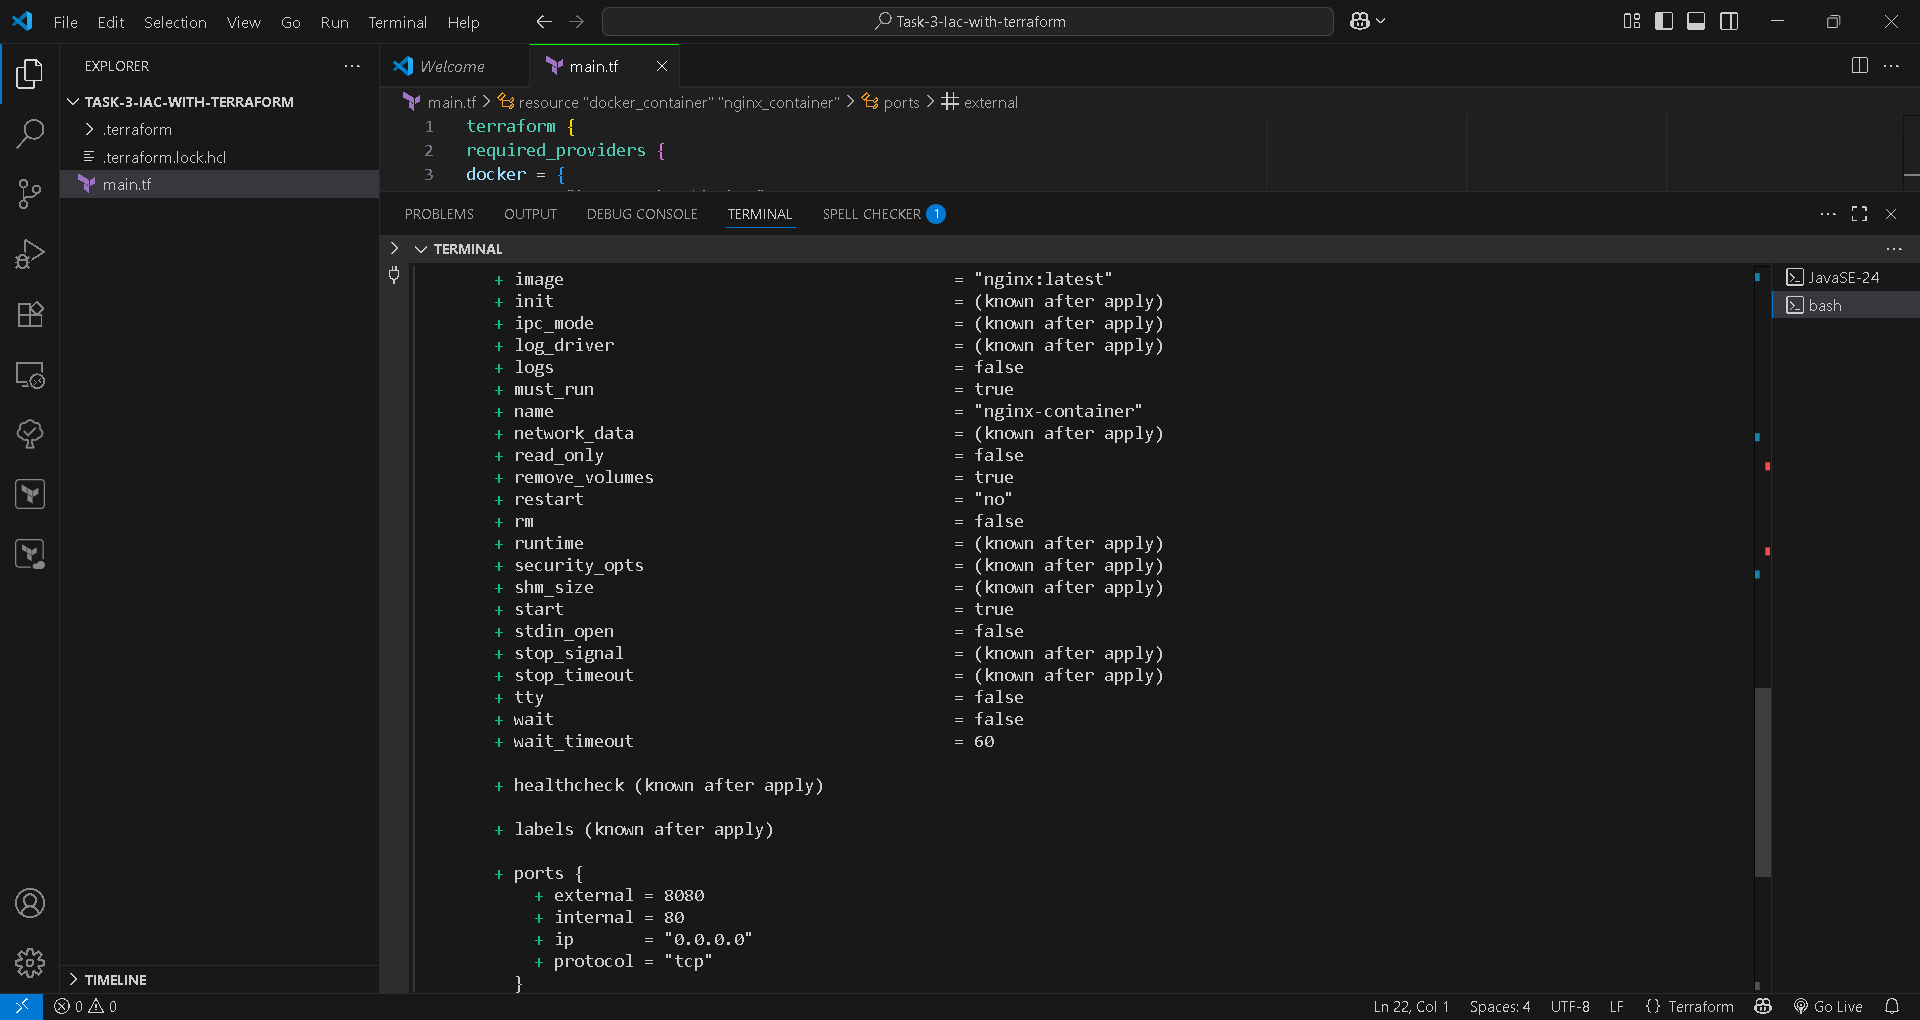 File Edit Selection View Go Run Terminal Help
Task-3-Iac-with-terraform
EXPLORER
TASK-3-IAC-WITH-TERRAFORM
.terraform
.terraform.lock.hcl
main.tf
TIMELINE
Welcome
main.tf
main.tf > resource "docker_container" "nginx_container" > ports > external
1 terraform {
2 required_providers {
3 docker = {
PROBLEMS OUTPUT DEBUG CONSOLE TERMINAL SPELL CHECKER 1
TERMINAL
+ image = "nginx:latest"
+ init = (known after apply)
+ ipc_mode = (known after apply)
+ log_driver = (known after apply)
+ logs = false
+ must_run = true
+ name = "nginx-container"
+ network_data = (known after apply)
+ read_only = false
+ remove_volumes = true
+ restart = "no"
+ rm = false
+ runtime = (known after apply)
+ security_opts = (known after apply)
+ shm_size = (known after apply)
+ start = true
+ stdin_open = false
+ stop_signal = (known after apply)
+ stop_timeout = (known after apply)
+ tty = false
+ wait = false
+ wait_timeout = 60
+ healthcheck (known after apply)
+ labels (known after apply)
+ ports {
+ external = 8080
+ internal = 80
+ ip = "0.0.0.0"
+ protocol = "tcp"
}
JavaSE-24
bash
0 0
Ln 22, Col 1 Spaces: 4 UTF-8 LF {} Terraform Go Live